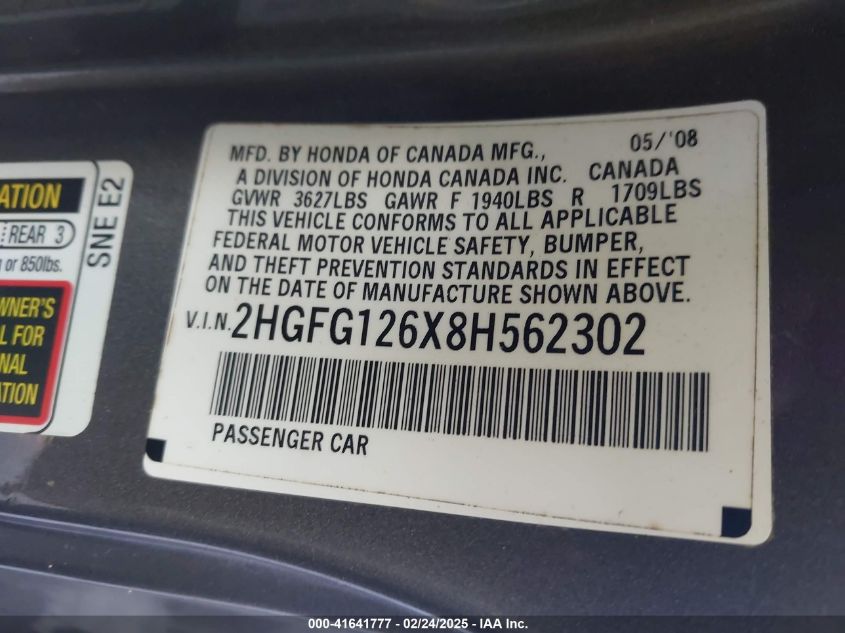 MFD. BY HONDA OF CANADA MFG., 05/'08
A DIVISION OF HONDA CANADA INC. CANADA
GVWR 3627LBS GAWR F 1940LBS R 1709LBS
THIS VEHICLE CONFORMS TO ALL APPLICABLE
FEDERAL MOTOR VEHICLE SAFETY, BUMPER,
AND THEFT PREVENTION STANDARDS IN EFFECT
ON THE DATE OF MANUFACTURE SHOWN ABOVE.
V.I.N. 2HGFG126X8H562302
PASSENGER CAR
ATION
REAR 3
or 850lbs.
WNER'S
L FOR
NAL
ATION
SNE E2
000-41641777 - 02/24/2025 - IAA Inc.